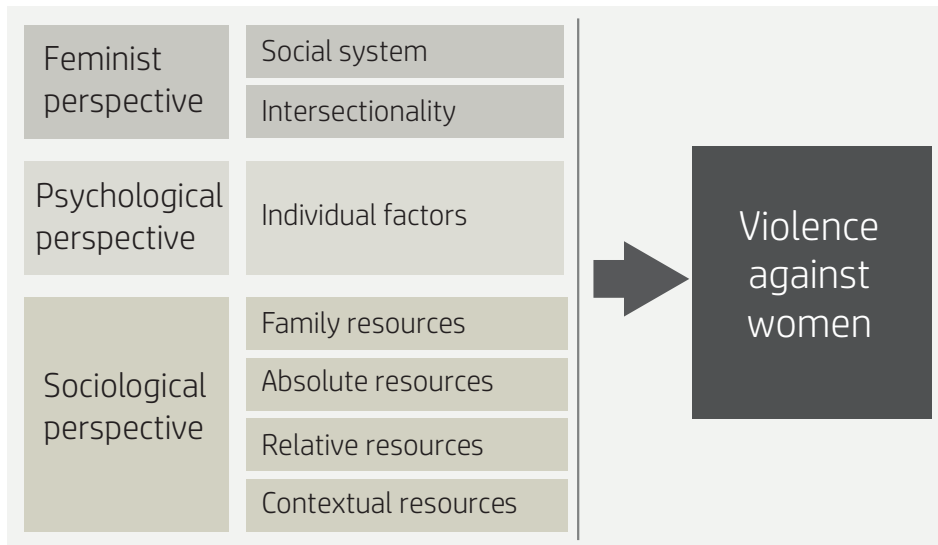 Feminist
perspective
Social system
Intersectionality
Psychological
perspective
Individual factors
Sociological
perspective
Family resources
Absolute resources
Relative resources
Contextual resources
Violence
against
women